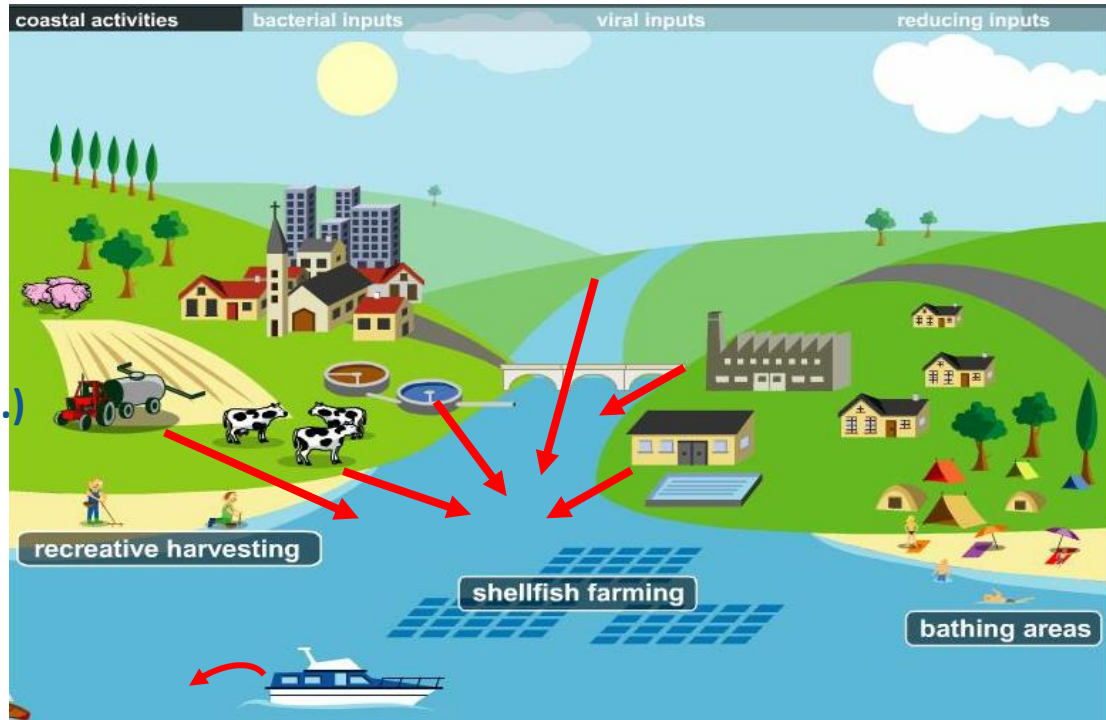 coastal activities
bacterial inputs
viral inputs
reducing inputs
.)
recreative harvesting
shellfish farming
bathing areas